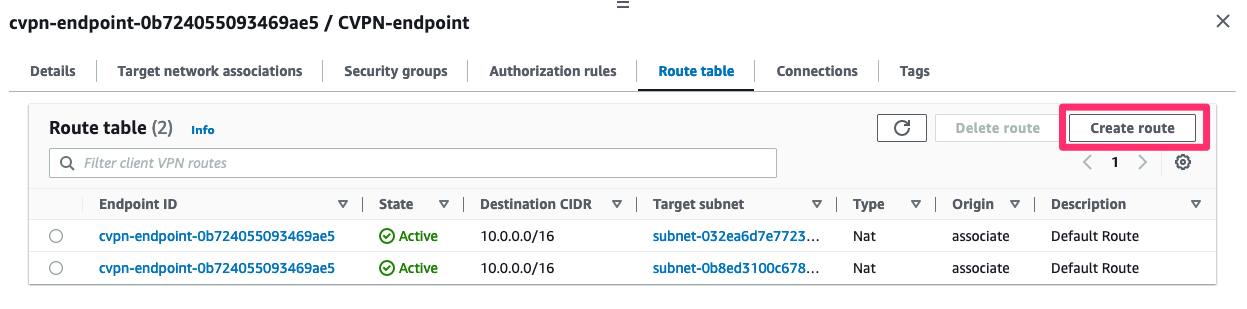 cvpn-endpoint-0b724055093469ae5 / CVPN-endpoint
Details Target network associations Security groups Authorization rules Route table Connections Tags
Route table (2) Info Delete route Create route
Filter client VPN routes 1
Endpoint ID State Destination CIDR Target subnet Type Origin Description
cvpn-endpoint-0b724055093469ae5 Active 10.0.0.0/16 subnet-032ea6d7e7723... Nat associate Default Route
cvpn-endpoint-0b724055093469ae5 Active 10.0.0.0/16 subnet-0b8ed3100c678... Nat associate Default Route